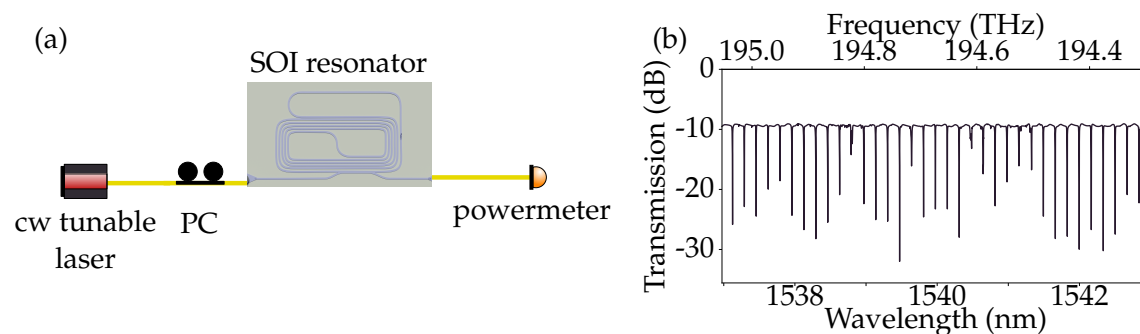 (a)
SOI resonator
cw tunable
laser
PC
powermeter
(b)
Frequency (THz)
195.0 194.8 194.6 194.4
Transmission (dB)
0
-10
-20
-30
1538 1540 1542
Wavelength (nm)